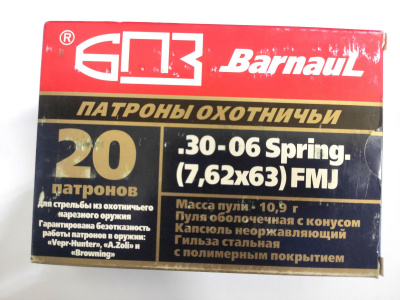 ® БПЗ Barnaul
ПАТРОНЫ ОХОТНИЧЬИ
20
патронов
Для стрельбы из охотничьего
нарезного оружия
Гарантирована безотказность
работы патронов в оружии:
«Vepr-Hunter», «A.Zoli» и
«Browning»
.30-06 Spring.
(7,62x63) FMJ
Масса пули - 10,9 г
Пуля оболочечная с конусом
Капсюль неоржавляющий
Гильза стальная
с полимерным покрытием